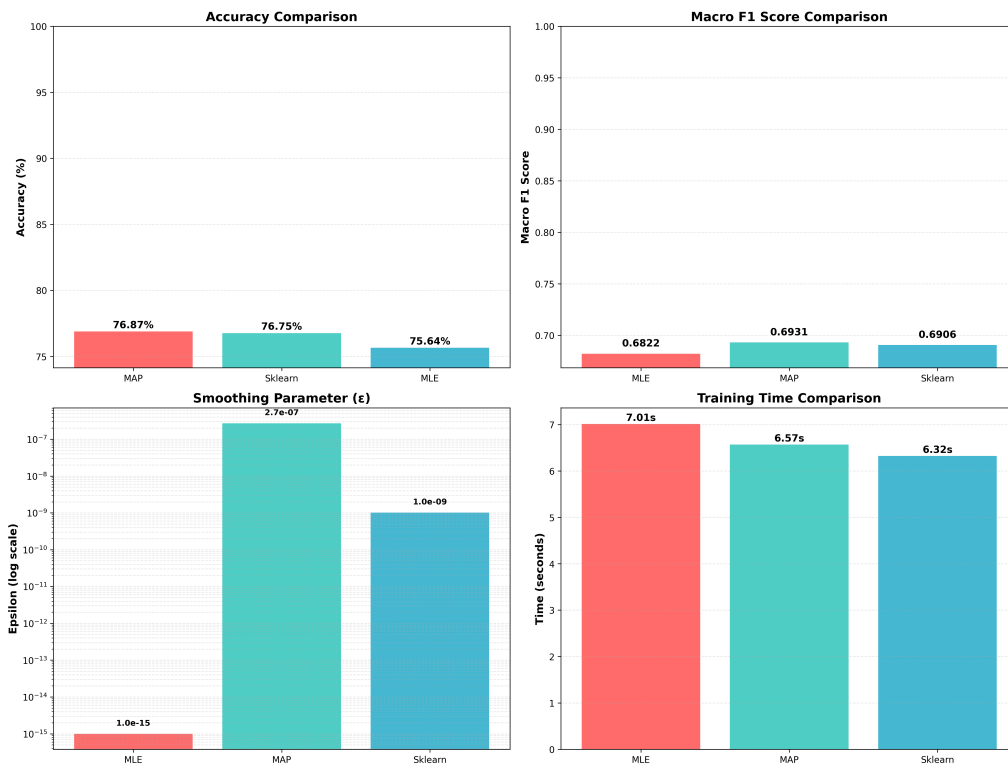 Accuracy Comparison
Accuracy (%)
100
95
90
85
80
75
76.87%
76.75%
75.64%
MAP
Sklearn
MLE
Macro F1 Score Comparison
Macro F1 Score
1.00
0.95
0.90
0.85
0.80
0.75
0.70
0.6822
0.6931
0.6906
MLE
MAP
Sklearn
Smoothing Parameter (ε)
Epsilon (log scale)
10⁻⁷
10⁻⁸
10⁻⁹
10⁻¹⁰
10⁻¹¹
10⁻¹²
10⁻¹³
10⁻¹⁴
10⁻¹⁵
1.0e-15
2.7e-07
1.0e-09
MLE
MAP
Sklearn
Training Time Comparison
Time (seconds)
7
6
5
4
3
2
1
0
7.01s
6.57s
6.32s
MLE
MAP
Sklearn